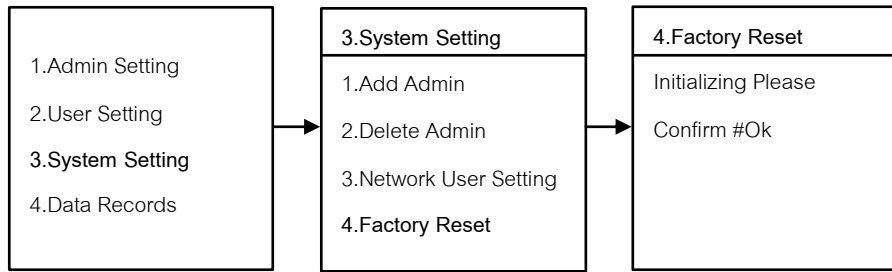 1.Admin Setting
2.User Setting
3.System Setting
4.Data Records
3.System Setting
1.Add Admin
2.Delete Admin
3.Network User Setting
4.Factory Reset
4.Factory Reset
Initializing Please
Confirm #Ok